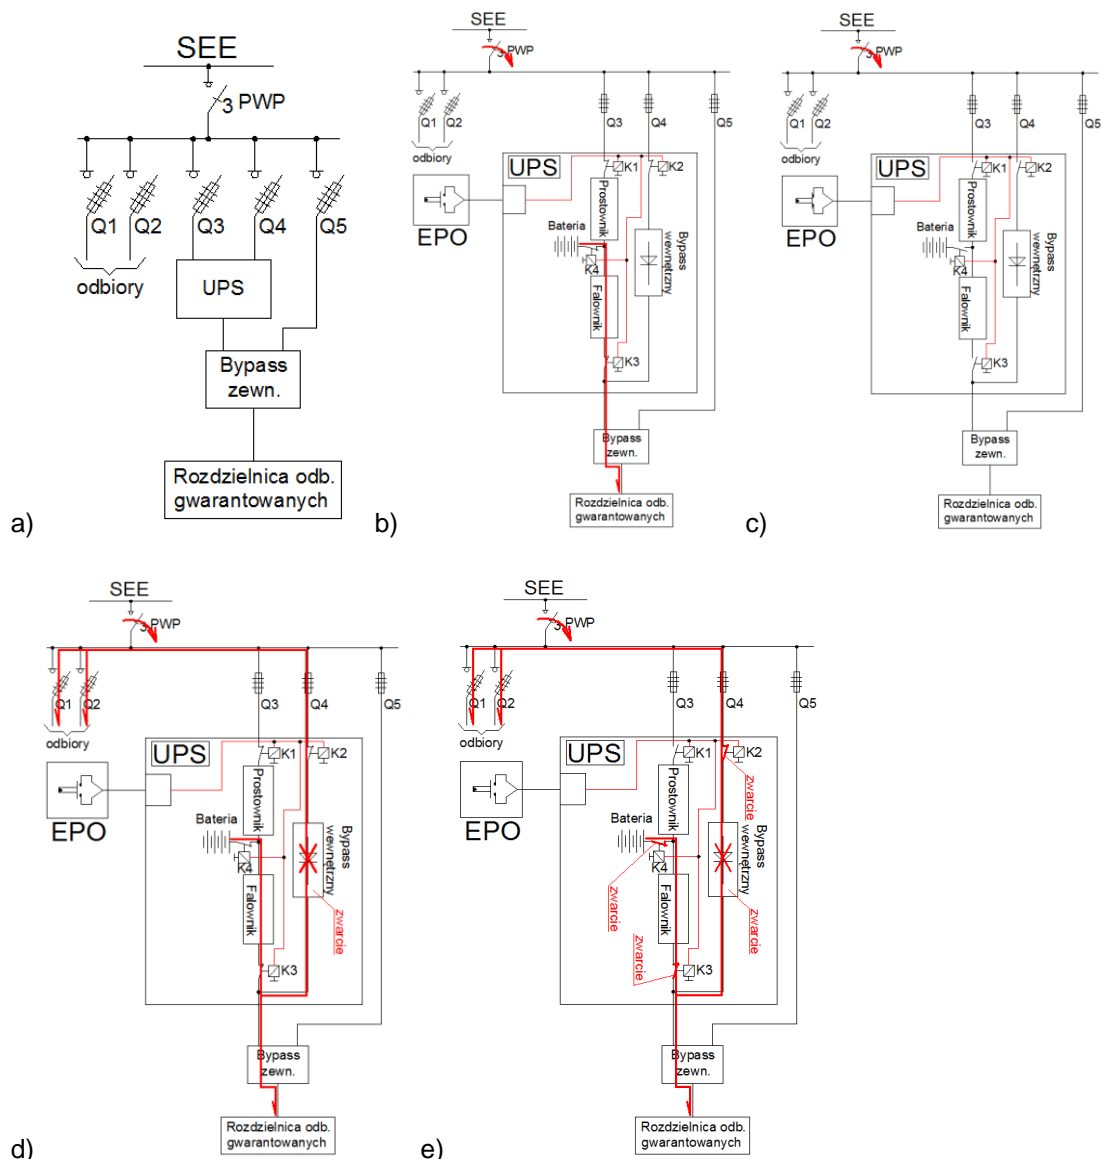 SEE
3 PWP
Q1
Q2
Q3
Q4
Q5
odbiory
UPS
Bypass
zewn.
Rozdzielnica odb.
gwarantowanych
a)
SEE
3 PWP
Q1
Q2
Q3
Q4
Q5
odbiory
UPS
K1
K2
EPO
Prostownik
Bateria
K4
Bypass
wewnętrzny
Falownik
K3
Bypass
zewn.
Rozdzielnica odb.
gwarantowanych
b)
SEE
3 PWP
Q1
Q2
Q3
Q4
Q5
odbiory
UPS
K1
K2
EPO
Prostownik
Bateria
K4
Bypass
wewnętrzny
Falownik
K3
Bypass
zewn.
Rozdzielnica odb.
gwarantowanych
c)
SEE
3 PWP
Q1
Q2
Q3
Q4
Q5
odbiory
UPS
K1
K2
EPO
Prostownik
Bateria
K4
Bypass
wewnętrzny
Falownik
zwarcie
K3
Bypass
zewn.
Rozdzielnica odb.
gwarantowanych
d)
SEE
3 PWP
Q1
Q2
Q3
Q4
Q5
odbiory
UPS
K1
K2
zwarcie
EPO
Prostownik
Bateria
K4
Bypass
wewnętrzny
Falownik
zwarcie
zwarcie
zwarcie
K3
Bypass
zewn.
Rozdzielnica odb.
gwarantowanych
e)